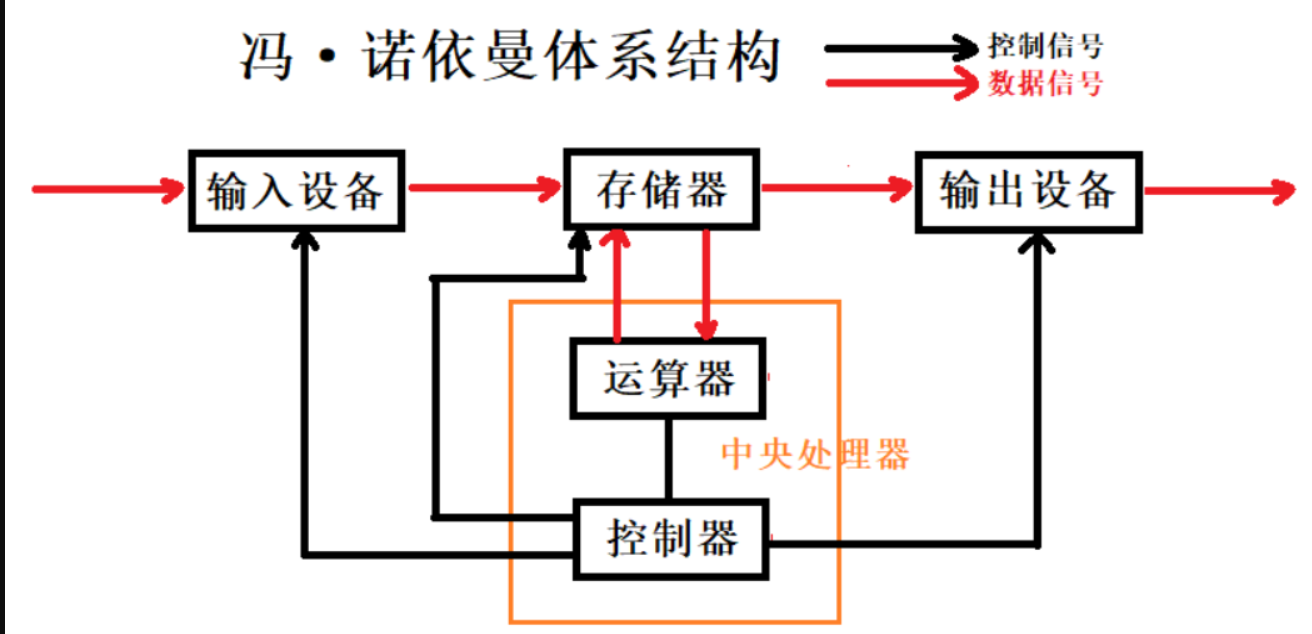 冯·诺依曼体系结构
控制信号
数据信号
输入设备
存储器
输出设备
运算器
中央处理器
控制器